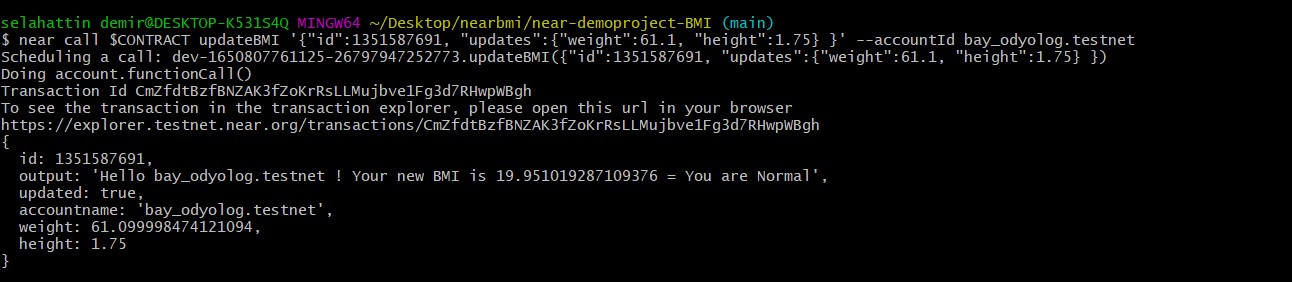 selahattin demir@DESKTOP-K531S4Q MINGW64 ~/Desktop/nearbmi/near-demoproject-BMI (main)
$ near call $CONTRACT updateBMI '{"id":1351587691, "updates":{"weight":61.1, "height":1.75} }' --accountId bay_odyolog.testnet
Scheduling a call: dev-1650807761125-26797947252773.updateBMI({"id":1351587691, "updates":{"weight":61.1, "height":1.75} })
Doing account.functionCall()
Transaction Id CmZfdtBzfBNZAK3fZoKrRsLLMujbve1Fg3d7RHwpWBgh
To see the transaction in the transaction explorer, please open this url in your browser
https://explorer.testnet.near.org/transactions/CmZfdtBzfBNZAK3fZoKrRsLLMujbve1Fg3d7RHwpWBgh
{
  id: 1351587691,
  output: 'Hello bay_odyolog.testnet ! Your new BMI is 19.951019287109376 = You are Normal',
  updated: true,
  accountname: 'bay_odyolog.testnet',
  weight: 61.099998474121094,
  height: 1.75
}